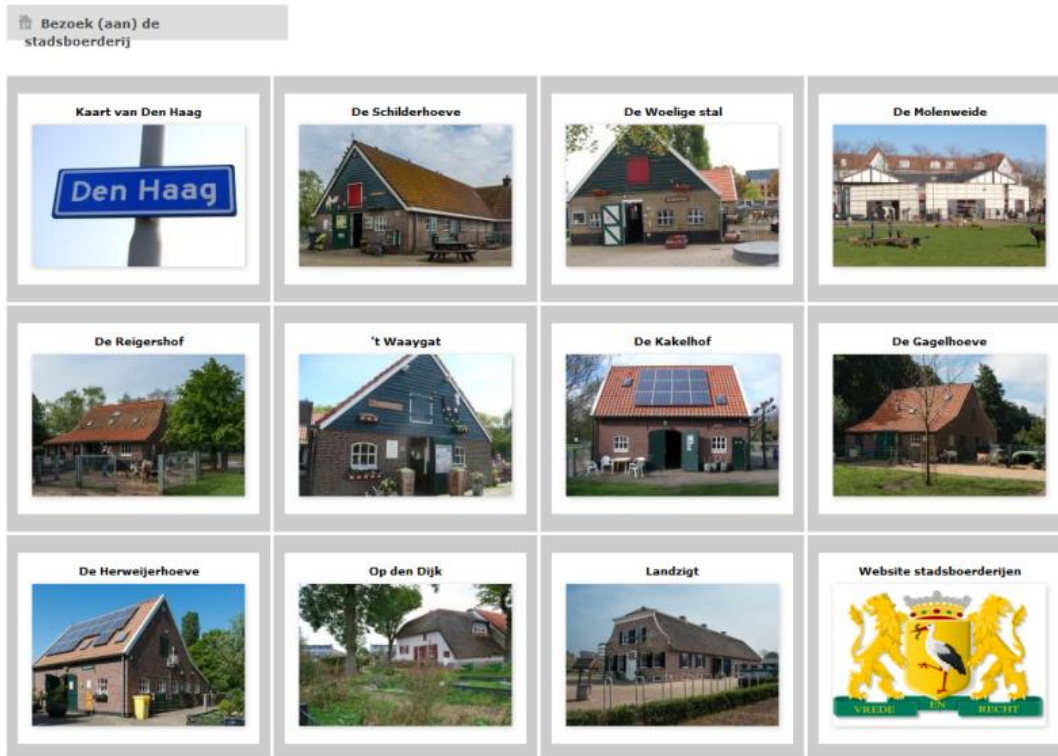 Bezoek (aan) de
stadsboerderij
Kaart van Den Haag
De Schilderhoeve
De Woelige stal
De Molenweide
Den Haag
De Reigershof
't Waaygat
De Kakelhof
De Gagelhoeve
De Herweijerhoeve
Op den Dijk
Landzigt
Website stadsboerderijen
VREDE EN RECHT